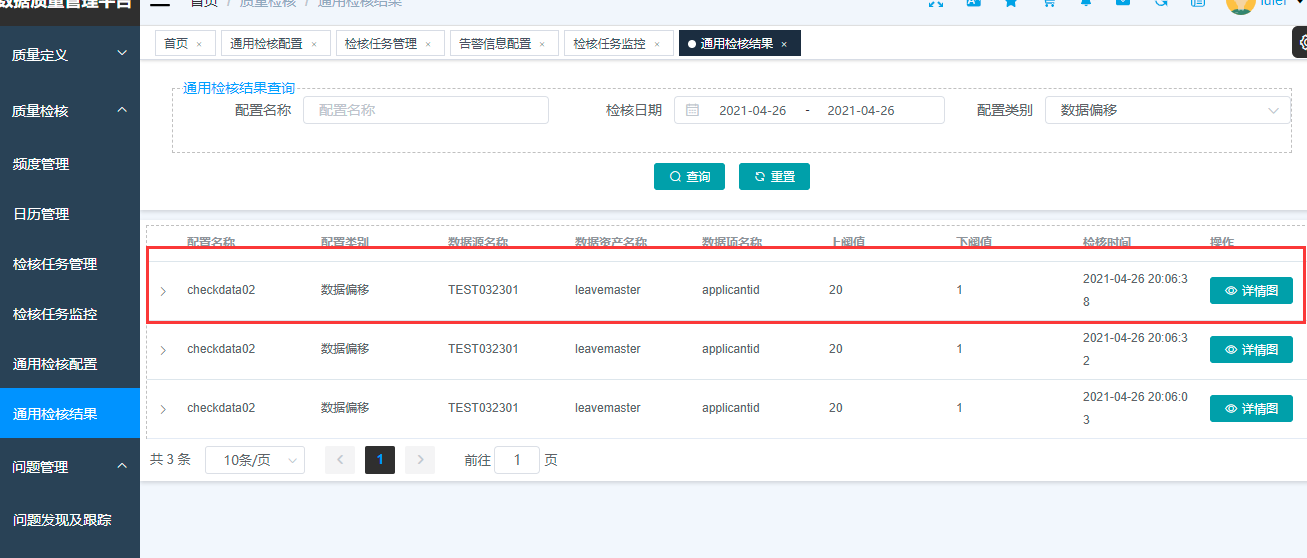 数据质量管理平台
首页 / 质量检核 / 通用检核结果
首页 × 通用检核配置 × 检核任务管理 × 告警信息配置 × 检核任务监控 × 通用检核结果 ×
质量定义
质量检核
频度管理
日历管理
检核任务管理
检核任务监控
通用检核配置
通用检核结果
问题管理
问题发现及跟踪
通用检核结果查询
配置名称 配置名称 检核日期 2021-04-26 - 2021-04-26 配置类别 数据偏移
查询 重置
配置名称 配置类别 数据源名称 数据资产名称 数据项名称 上阀值 下阀值 检核时间 操作
checkdata02 数据偏移 TEST032301 leavemaster applicantid 20 1 2021-04-26 20:06:3
8
详情图
checkdata02 数据偏移 TEST032301 leavemaster applicantid 20 1 2021-04-26 20:06:3
2
详情图
checkdata02 数据偏移 TEST032301 leavemaster applicantid 20 1 2021-04-26 20:06:0
3
详情图
共 3 条 10条/页 1 前往 1 页